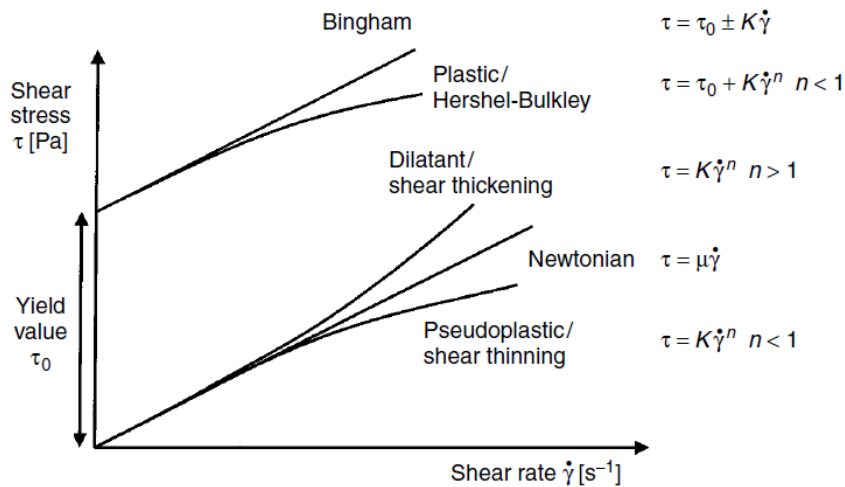 Bingham
τ = τ₀ ± Kγ̇
Plastic/
Hershel-Bulkley
τ = τ₀ + Kγ̇ⁿ n < 1
Shear
stress
τ [Pa]
Dilatant/
shear thickening
τ = Kγ̇ⁿ n > 1
Newtonian
τ = μγ̇
Yield
value
τ₀
Pseudoplastic/
shear thinning
τ = Kγ̇ⁿ n < 1
Shear rate γ̇ [s⁻¹]